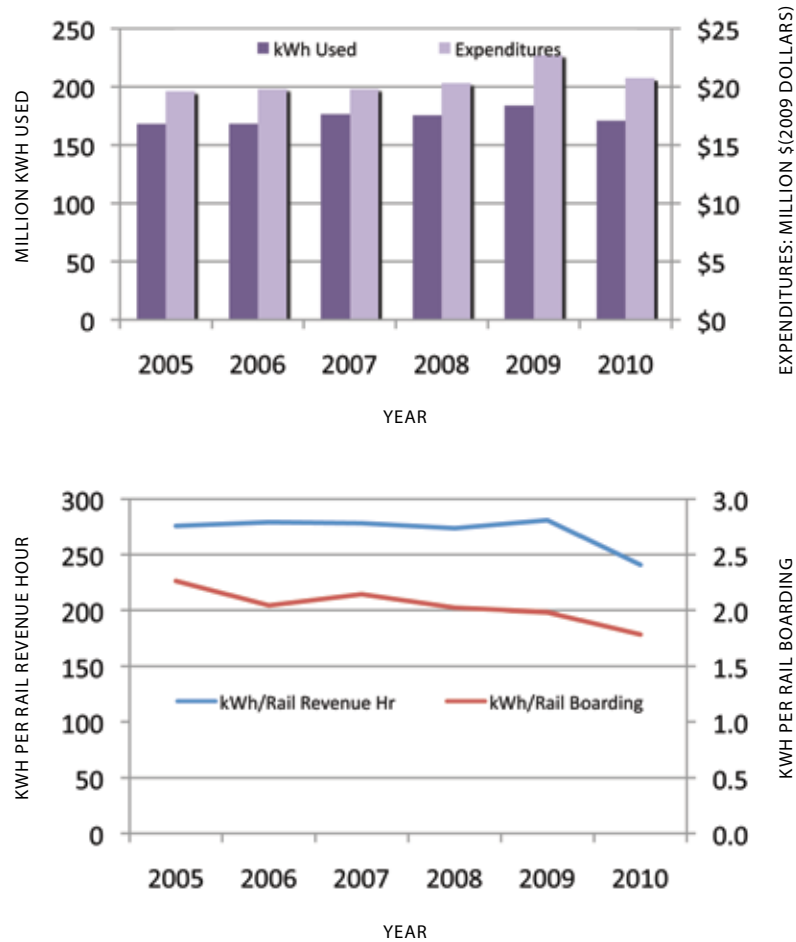 250
200
150
100
50
0
MILLION KWH USED
kWh Used
Expenditures
$25
$20
$15
$10
$5
$0
EXPENDITURES: MILLION $(2009 DOLLARS)
2005 2006 2007 2008 2009 2010
YEAR
300
250
200
150
100
50
0
KWH PER RAIL REVENUE HOUR
kWh/Rail Revenue Hr
kWh/Rail Boarding
3.0
2.5
2.0
1.5
1.0
0.5
0.0
KWH PER RAIL BOARDING
2005 2006 2007 2008 2009 2010
YEAR